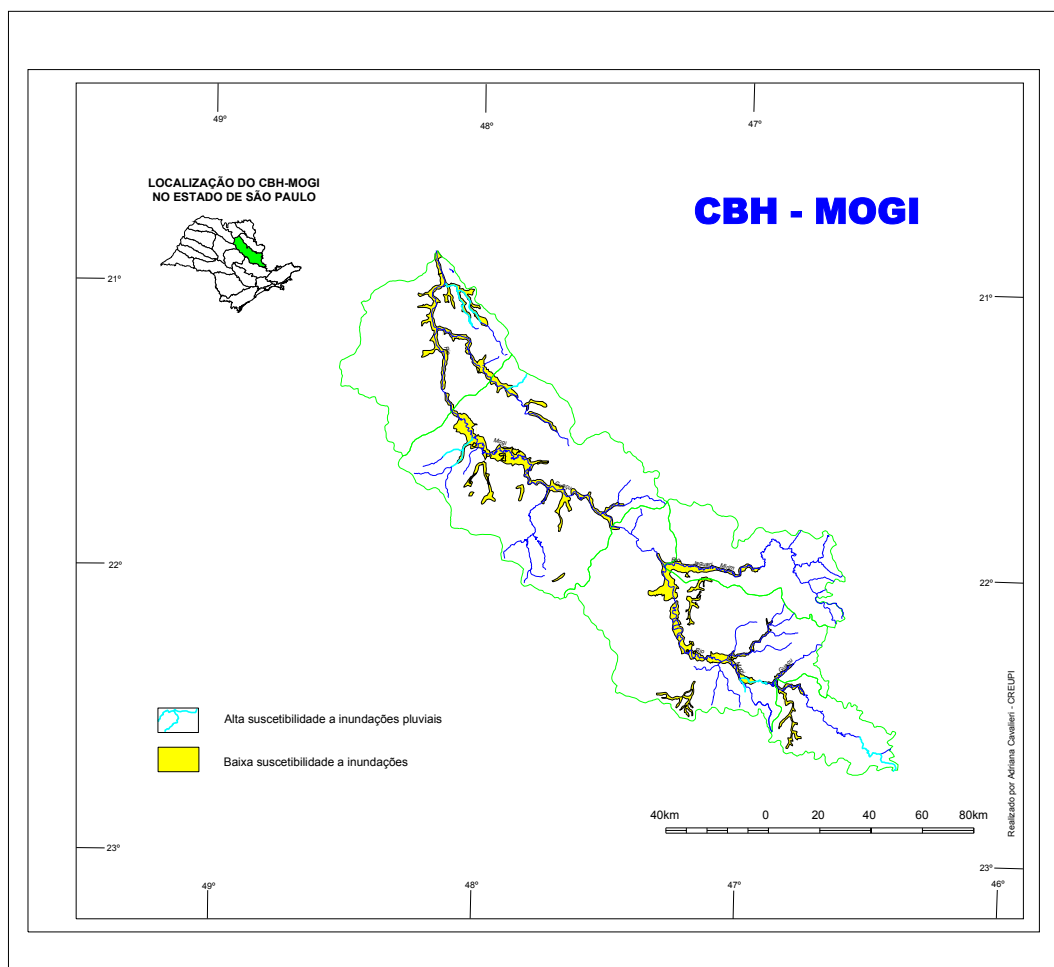 49º
48º
47º
LOCALIZAÇÃO DO CBH-MOGI
NO ESTADO DE SÃO PAULO
CBH - MOGI
21º
21º
Mogi
22º
22º
Alta suscetibilidade a inundações pluviais
Baixa suscetibilidade a inundações
40km
0
20
40
60
80km
Realizado por Adriana Cavalieri - CREUPI
23º
23º
49º
48º
47º
46º